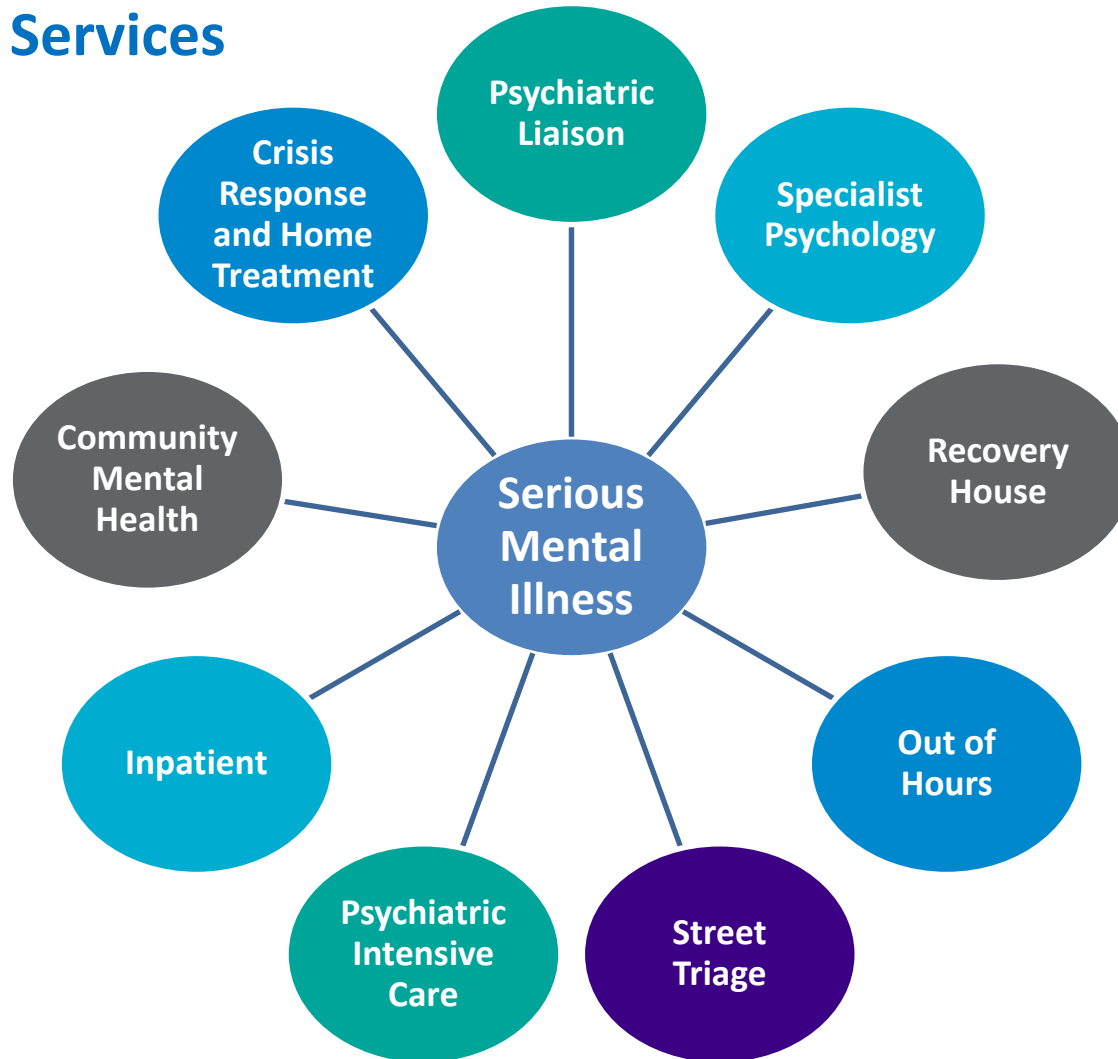 Services
Psychiatric
Liaison
Crisis
Response
and Home
Treatment
Specialist
Psychology
Community
Mental
Health
Recovery
House
Serious
Mental
Illness
Inpatient
Out of
Hours
Psychiatric
Intensive
Care
Street
Triage